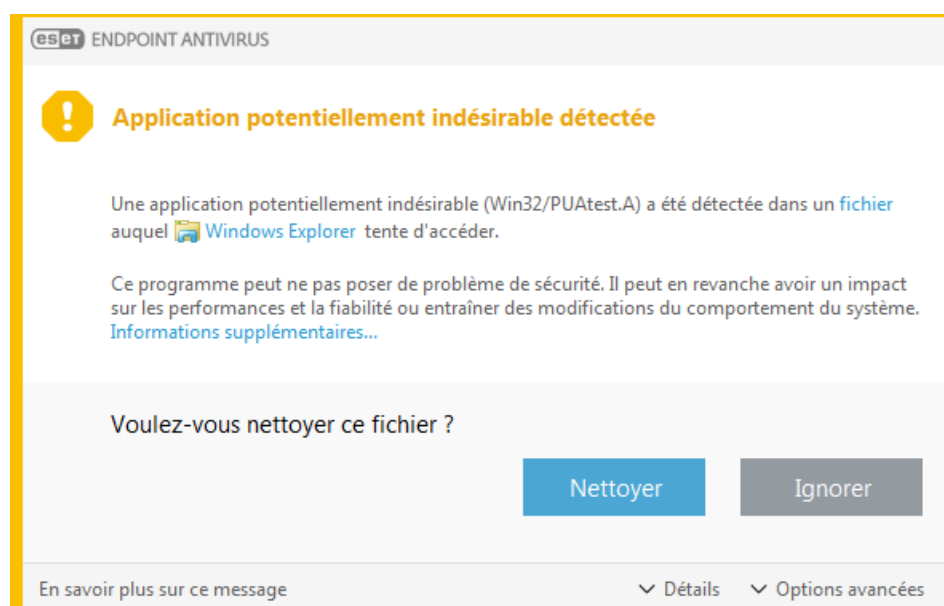 eset ENDPOINT ANTIVIRUS
Application potentiellement indésirable détectée
Une application potentiellement indésirable (Win32/PUAtest.A) a été détectée dans un fichier
auquel Windows Explorer tente d'accéder.
Ce programme peut ne pas poser de problème de sécurité. Il peut en revanche avoir un impact
sur les performances et la fiabilité ou entraîner des modifications du comportement du système.
Informations supplémentaires...
Voulez-vous nettoyer ce fichier ?
Nettoyer Ignorer
En savoir plus sur ce message Détails Options avancées